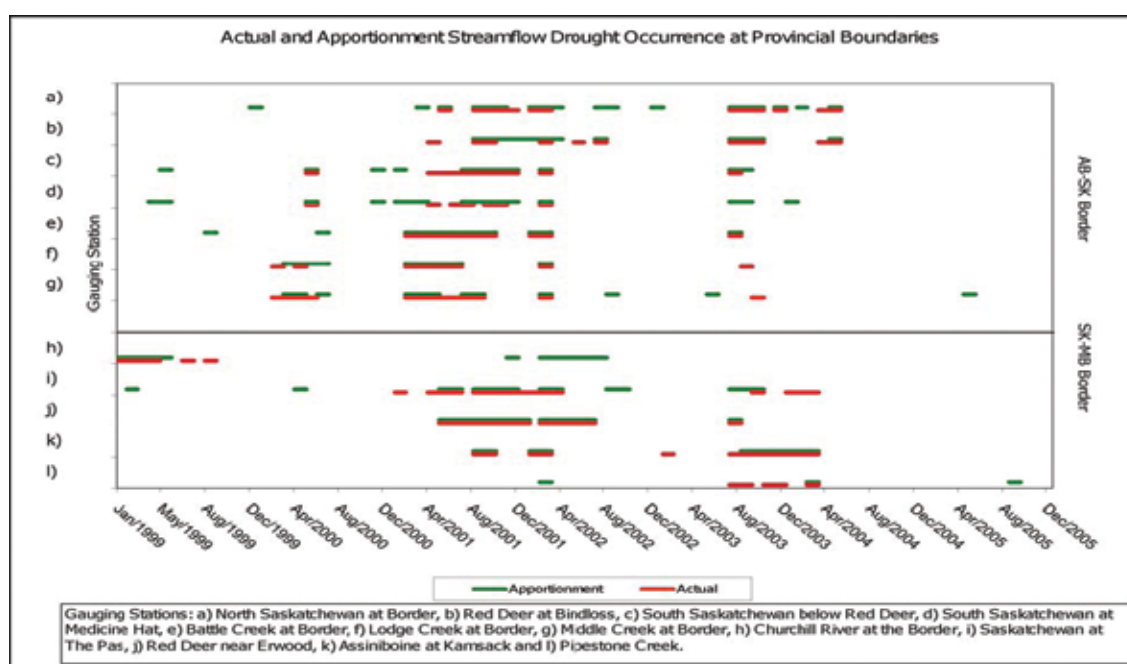 Actual and Apportionment Streamflow Drought Occurrence at Provincial Boundaries
Gauging Station
a)
b)
c)
d)
e)
f)
g)
h)
i)
j)
k)
l)
AB-SK Border
SK-MB Border
Jan/1999
May/1999
Aug/1999
Dec/1999
Apr/2000
Aug/2000
Dec/2000
Apr/2001
Aug/2001
Dec/2001
Apr/2002
Aug/2002
Dec/2002
Apr/2003
Aug/2003
Dec/2003
Apr/2004
Aug/2004
Dec/2004
Apr/2005
Aug/2005
Dec/2005
Apportionment
Actual
Gauging Stations: a) North Saskatchewan at Border, b) Red Deer at Bindloss, c) South Saskatchewan below Red Deer, d) South Saskatchewan at
Medicine Hat, e) Battle Creek at Border, f) Lodge Creek at Border, g) Middle Creek at Border, h) Churchill River at the Border, i) Saskatchewan at
The Pas, j) Red Deer near Erwood, k) Assiniboine at Kamsack and l) Pipestone Creek.